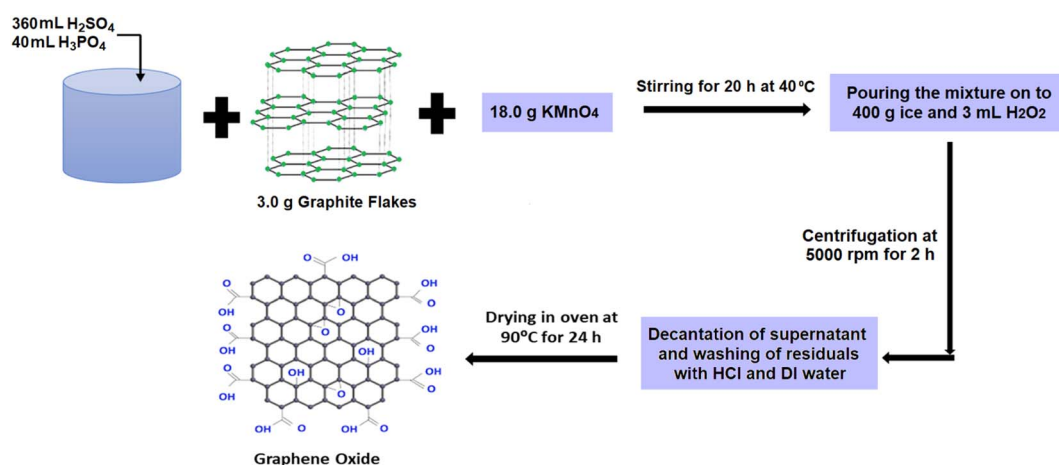 360mL H₂SO₄
40mL H₃PO₄
3.0 g Graphite Flakes
18.0 g KMnO₄
Stirring for 20 h at 40 ºC
Pouring the mixture on to
400 g ice and 3 mL H₂O₂
Centrifugation at
5000 rpm for 2 h
Decantation of supernatant
and washing of residuals
with HCl and DI water
Drying in oven at
90ºC for 24 h
O
OH
O
OH
OH
O
O
OH
OH
O
O
O
O
OH
OH
O
OH
O
OH
OH
O
OH
O
OH
O
OH
O
Graphene Oxide